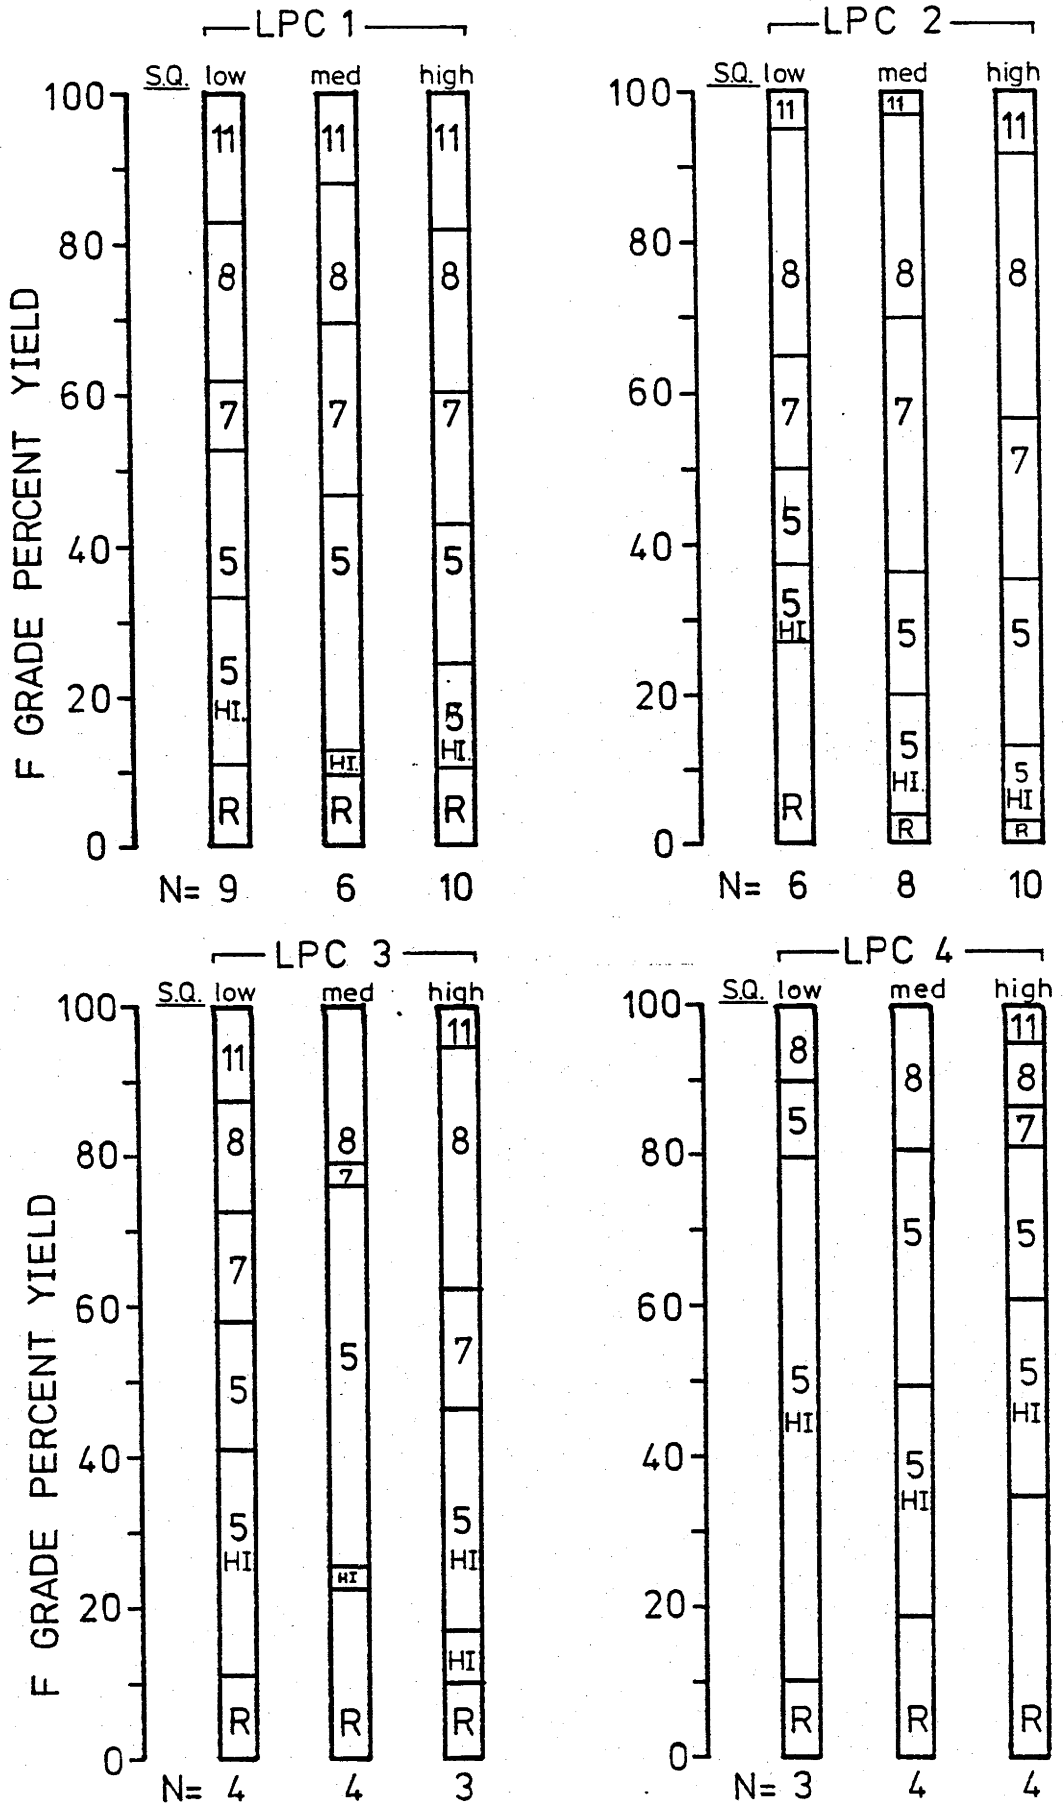 LPC 1
S.Q. low med high
100
80
60
40
20
0
F GRADE PERCENT YIELD
11 8 7 5 5 HI. R
11 8 7 5 HI. R
11 8 7 5 5 HI. R
N= 9 6 10
LPC 2
S.Q. low med high
100
80
60
40
20
0
11 8 7 5 5 HI R
11 8 7 5 5 HI. R
11 8 7 5 5 HI R
N= 6 8 10
LPC 3
S.Q. low med high
100
80
60
40
20
0
F GRADE PERCENT YIELD
11 8 7 5 5 HI R
8 7 5 HI R
11 8 7 5 HI HI R
N= 4 4 3
LPC 4
S.Q. low med high
100
80
60
40
20
0
8 5 5 HI R
8 5 5 HI R
11 8 7 5 5 HI R
N= 3 4 4